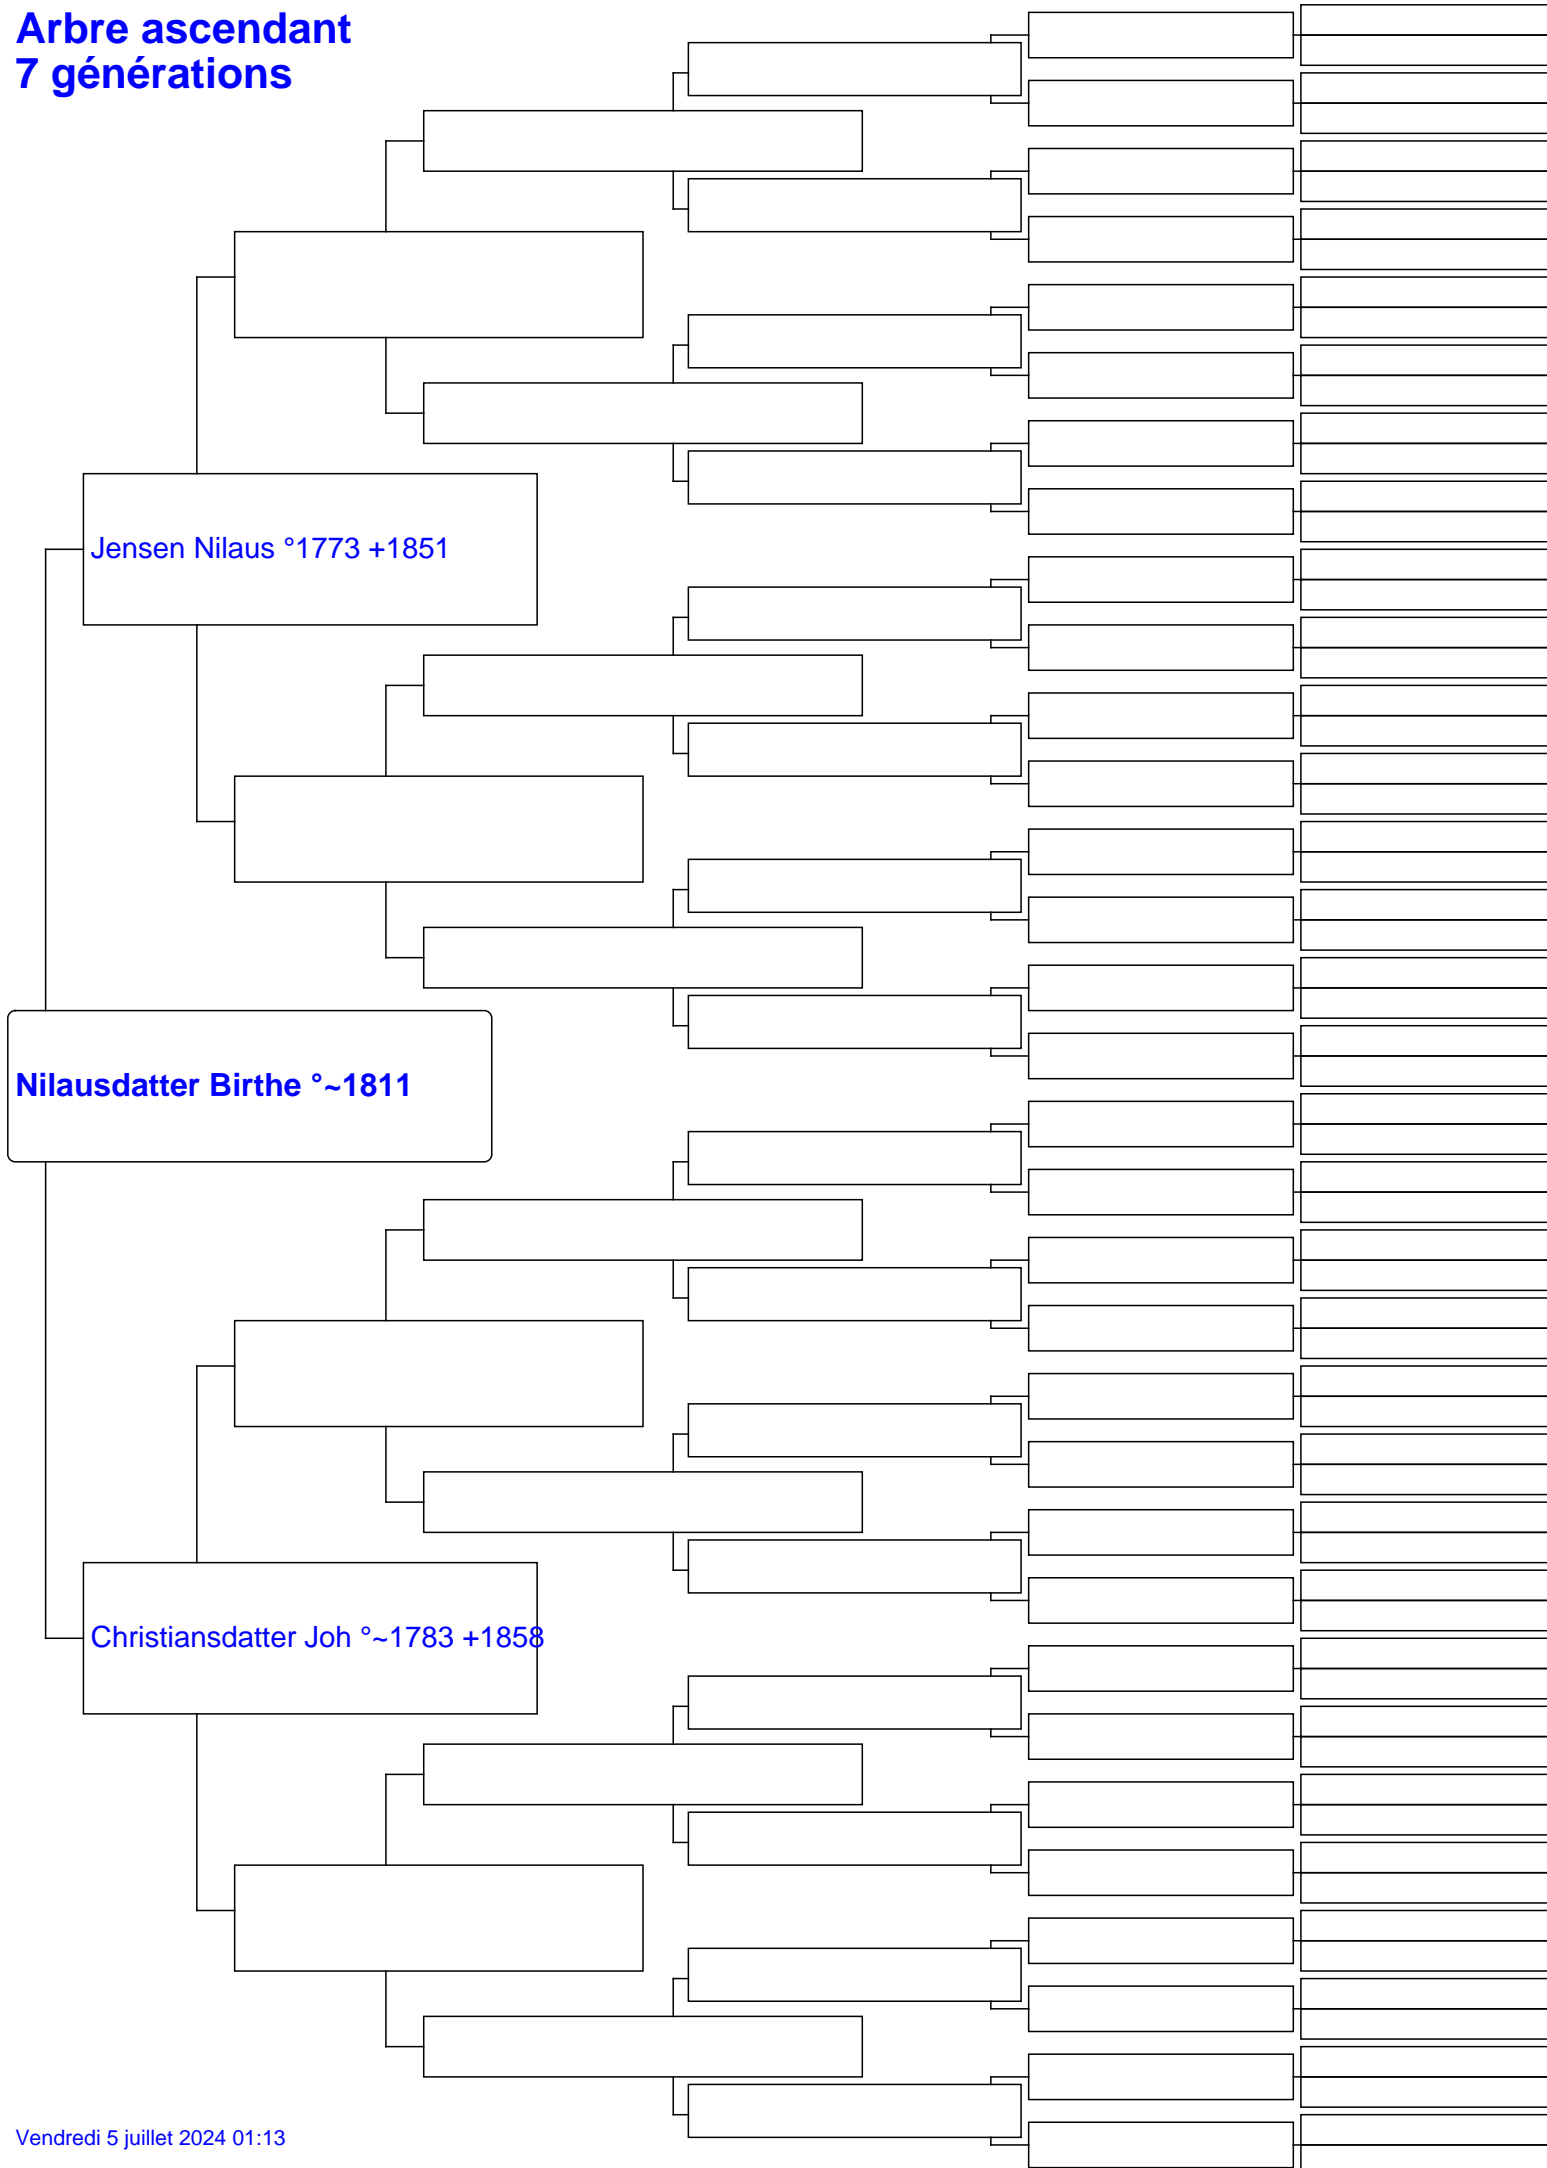 Arbre ascendant
7 générations
Jensen Nilaus °1773 +1851
Nilausdatter Birthe °~1811
Christiansdatter Joh °~1783 +1858
Vendredi 5 juillet 2024 01:13